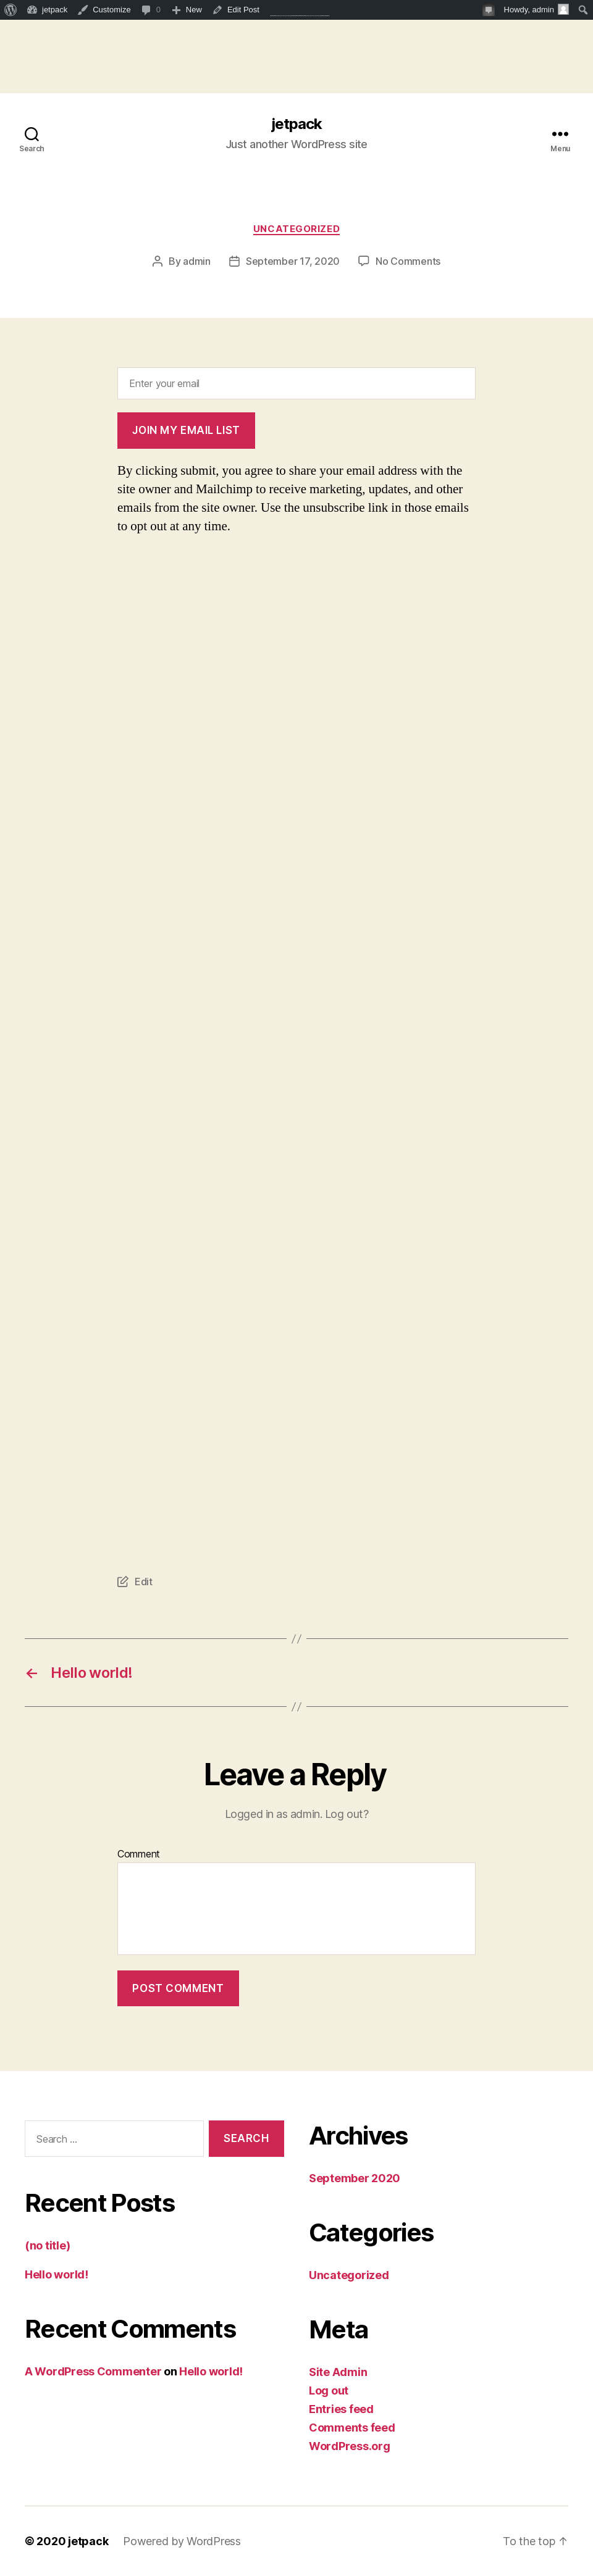 jetpack Customize 0 New Edit Post Howdy, admin
jetpack
Just another WordPress site
Search
Menu
UNCATEGORIZED
By admin September 17, 2020 No Comments
Enter your email
JOIN MY EMAIL LIST
By clicking submit, you agree to share your email address with the
site owner and Mailchimp to receive marketing, updates, and other
emails from the site owner. Use the unsubscribe link in those emails
to opt out at any time.
Edit
← Hello world!
Leave a Reply
Logged in as admin. Log out?
Comment
POST COMMENT
Search …
SEARCH
Recent Posts
(no title)
Hello world!
Recent Comments
A WordPress Commenter on Hello world!
Archives
September 2020
Categories
Uncategorized
Meta
Site Admin
Log out
Entries feed
Comments feed
WordPress.org
© 2020 jetpack Powered by WordPress To the top ↑